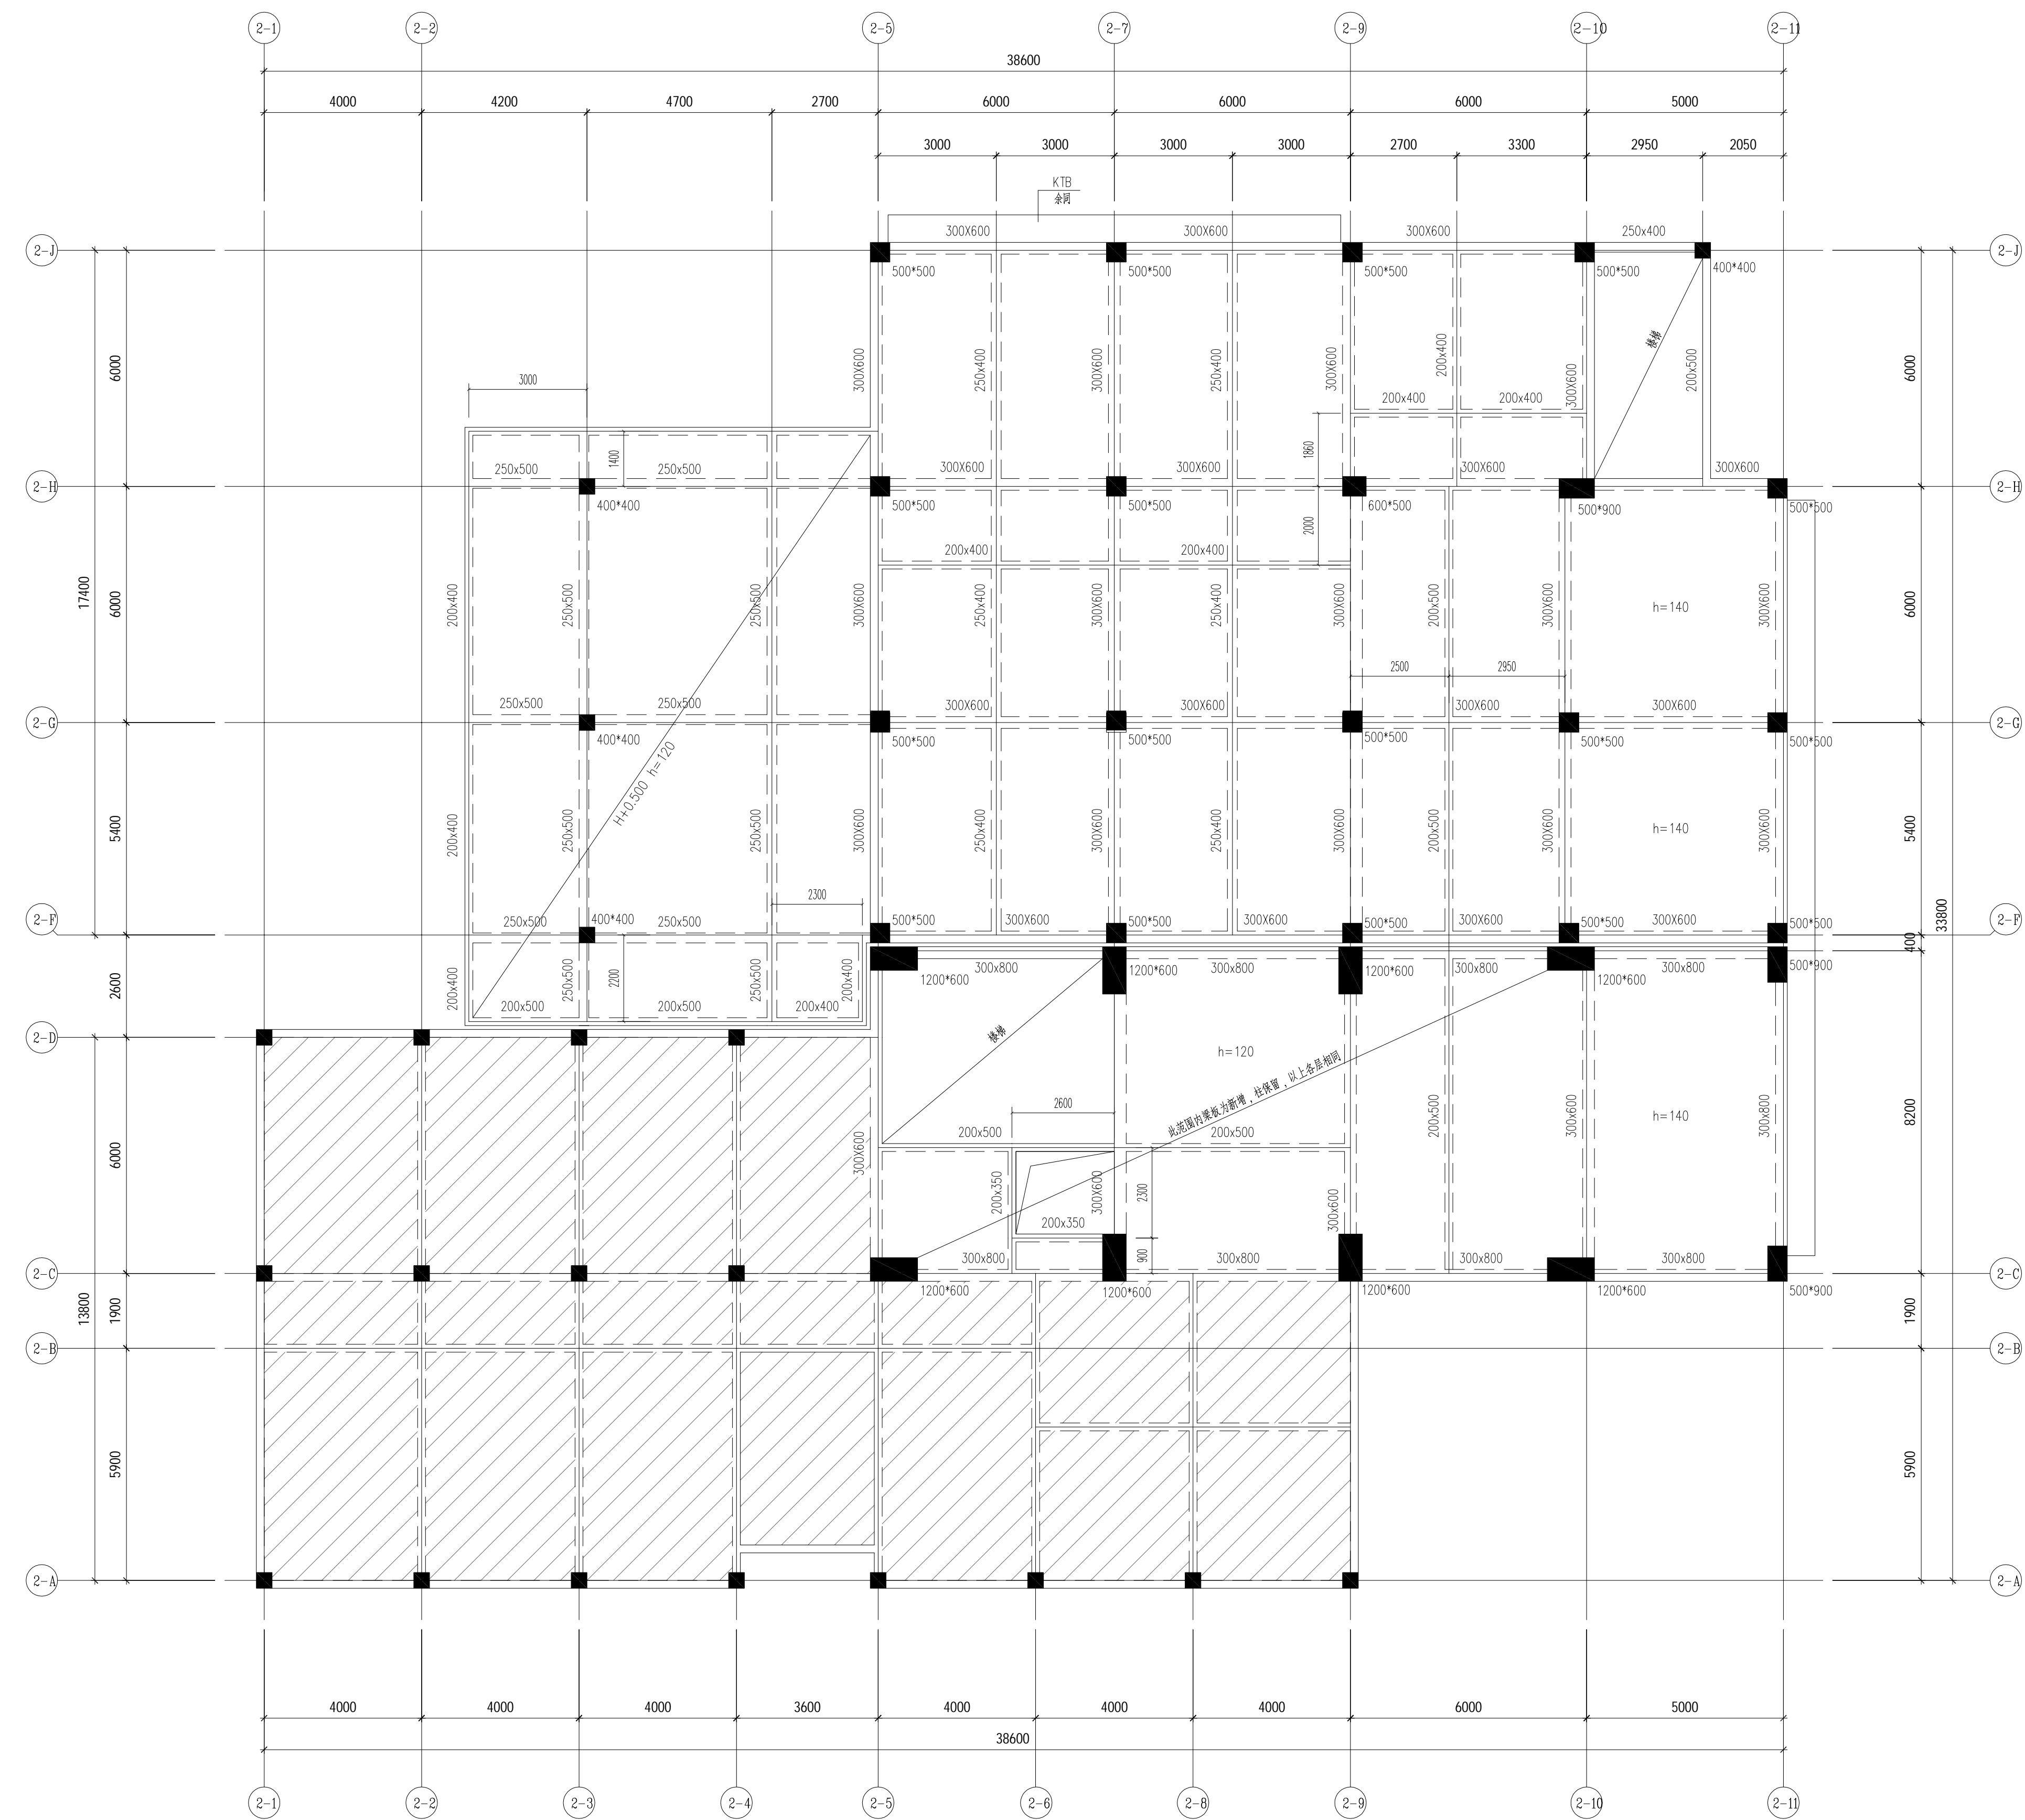 2-1 2-2 2-5 2-7 2-9 2-10 2-11
38600
4000 4200 4700 2700 6000 6000 6000 5000
3000 3000 3000 3000 2700 3300 2950 2050
KTB
余同
300X600 300X600 300X600 250x400
2-J 2-J
500*500 500*500 500*500 500*500 400*400
楼梯
6000 300X600 250x400 300X600 250x400 300X600 200x400 300X600 200x500 6000
3000
200x400 200x400
1400 1860
250x500 250x500 300X600 300X600 300X600 300X600
2-H 2-H
400*400 500*500 500*500 600*500 500*900 500*500
2000
200x400 200x400
17400 6000 200x400 250x500 250x500 300X600 250x400 300X600 250x400 300X600 200x500 300X600 h=140 300X600 6000
2500 2950
250x500 250x500 300X600 300X600 300X600 300X600
2-G 2-G
400*400 500*500 500*500 500*500 500*500 500*500
H+0.500 h=120
5400 200x400 250x500 250x500 300X600 250x400 300X600 250x400 300X600 200x500 300X600 h=140 300X600 5400
2300
250x500 400*400 250x500 500*500 300X600 500*500 300X600 500*500 300X600 500*500 300X600 500*500
2-F 2-F
400 33800
1200*600 300x800 1200*600 300x800 1200*600 300x800 1200*600 300x800 500*900
2600 200x400 250x500 2200 250x500 200x400
200x500 200x500 200x400
2-D
楼梯
h=120
此范围内梁板为新增，柱保留，以上各层相同
2600
200x500 200x500
6000 300X600 200x500 300x600 h=140 300x800 8200
200x350 300X600 2300 300x600
200x350
900
300x800 300x800 300x800 300x800
2-C 2-C
1200*600 1200*600 1200*600 1200*600 500*900
13800 1900 1900
2-B 2-B
5900 5900
2-A 2-A
4000 4000 4000 3600 4000 4000 4000 6000 5000
38600
2-1 2-2 2-3 2-4 2-5 2-6 2-8 2-9 2-10 2-11